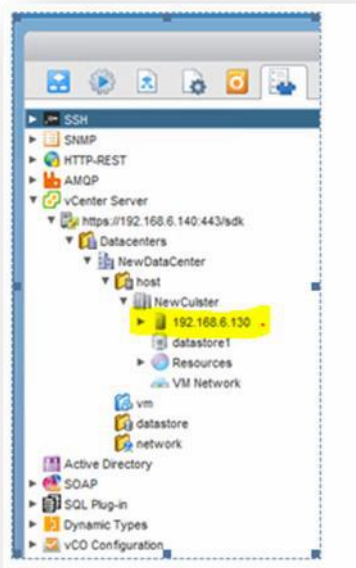 SSH
SNMP
HTTP-REST
AMQP
vCenter Server
https://192.168.6.140:443/sdk
Datacenters
NewDataCenter
host
NewCulster
192.168.6.130
datastore1
Resources
VM Network
vm
datastore
network
Active Directory
SOAP
SQL Plug-in
Dynamic Types
vCO Configuration